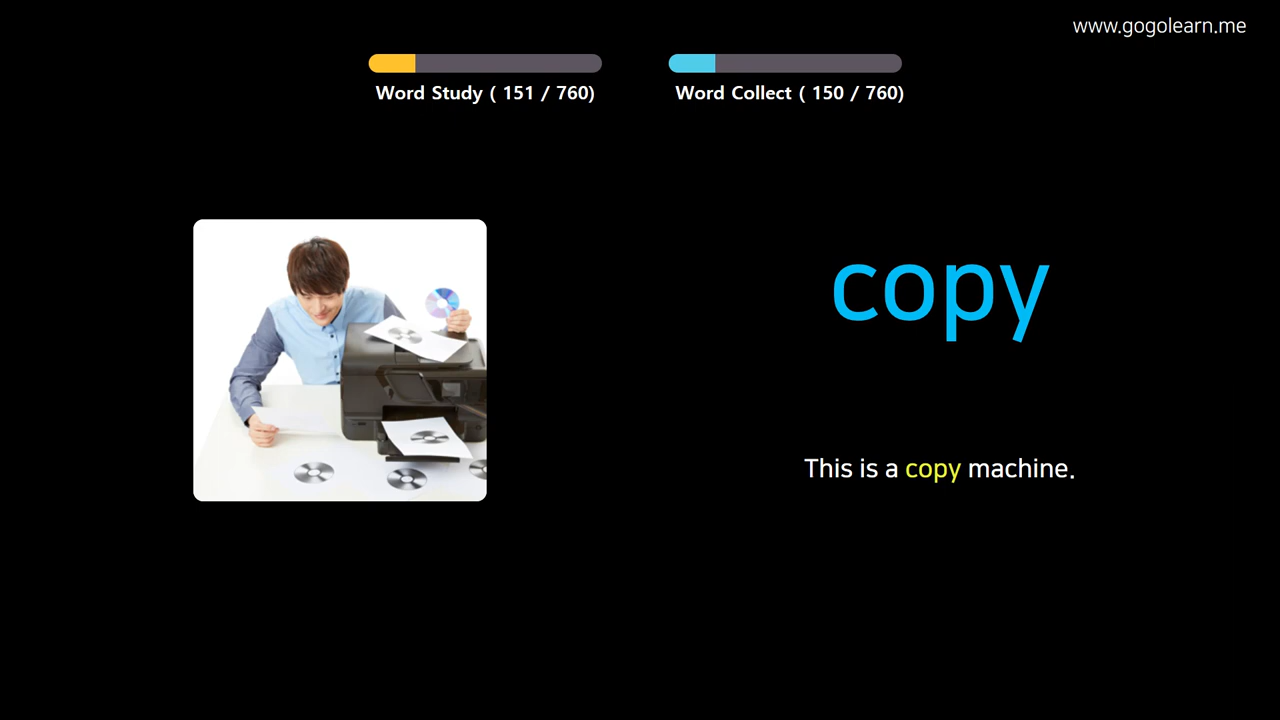 www.gogolearn.me
Word Study ( 151 / 760)
Word Collect ( 150 / 760)
copy
This is a copy machine.